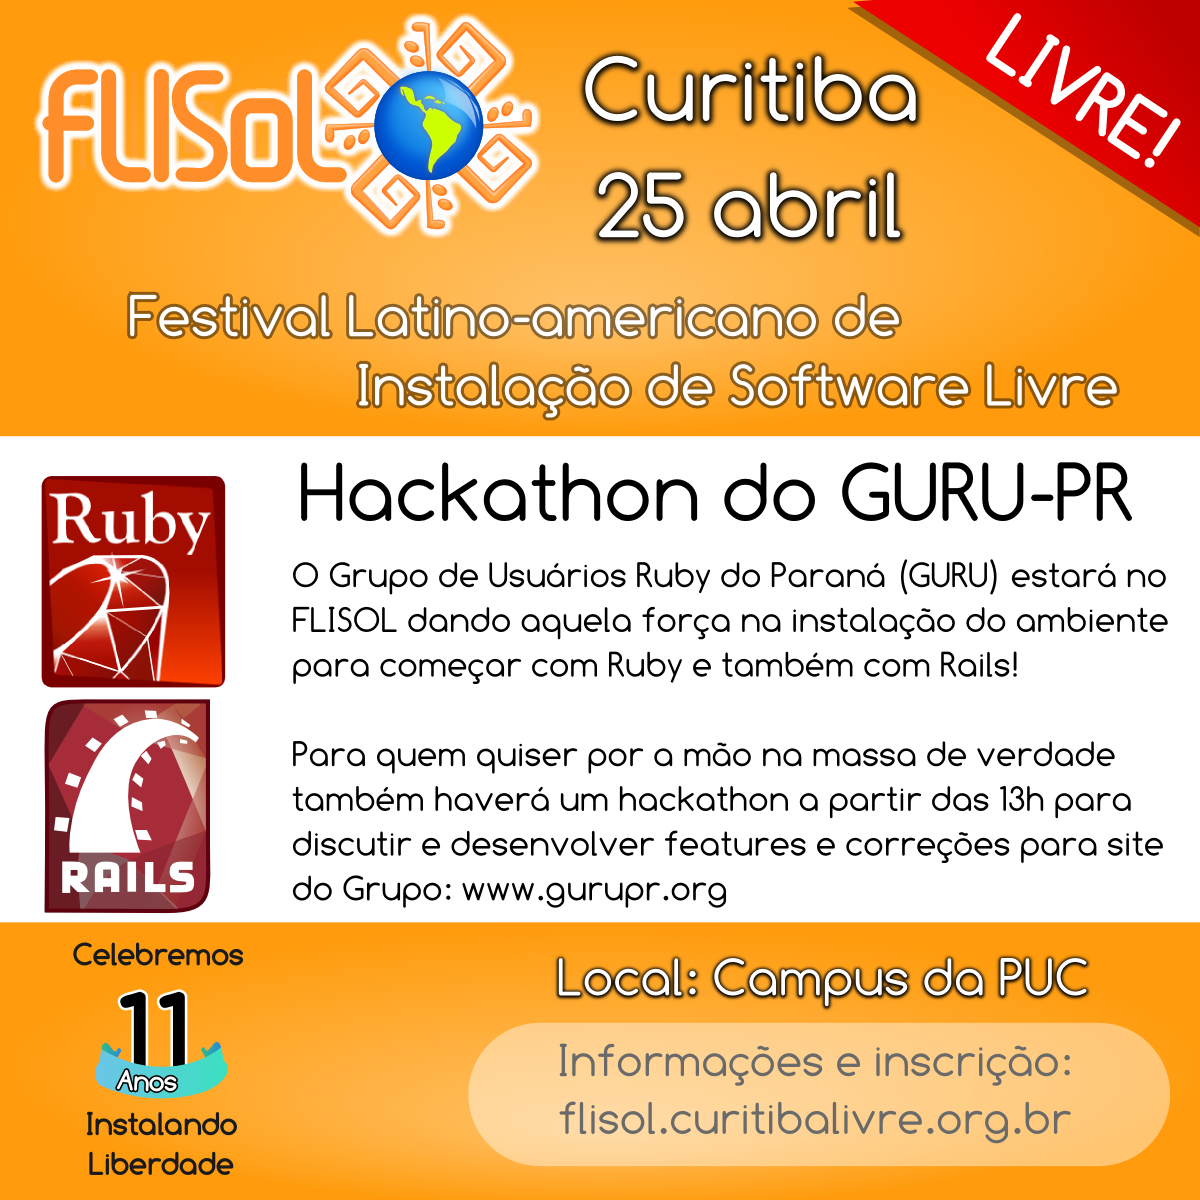 FLISol
Curitiba
25 abril
LIVRE!
Festival Latino-americano de
Instalação de Software Livre
Ruby
RAILS
Hackathon do GURU-PR
O Grupo de Usuários Ruby do Paraná (GURU) estará no
FLISOL dando aquela força na instalação do ambiente
para começar com Ruby e também com Rails!
Para quem quiser por a mão na massa de verdade
também haverá um hackathon a partir das 13h para
discutir e desenvolver features e correções para site
do Grupo: www.gurupr.org
Celebremos
11
Anos
Instalando
Liberdade
Local: Campus da PUC
Informações e inscrição:
flisol.curitibalivre.org.br